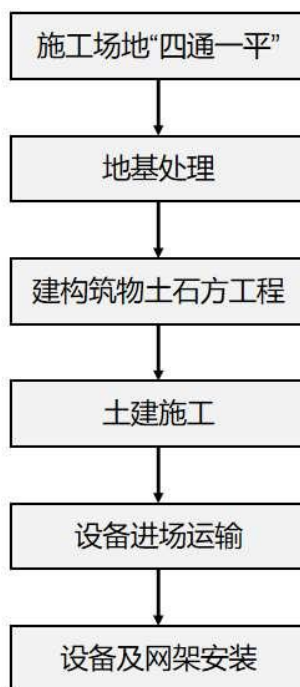 施工场地“四通一平”
地基处理
建构筑物土石方工程
土建施工
设备进场运输
设备及网架安装